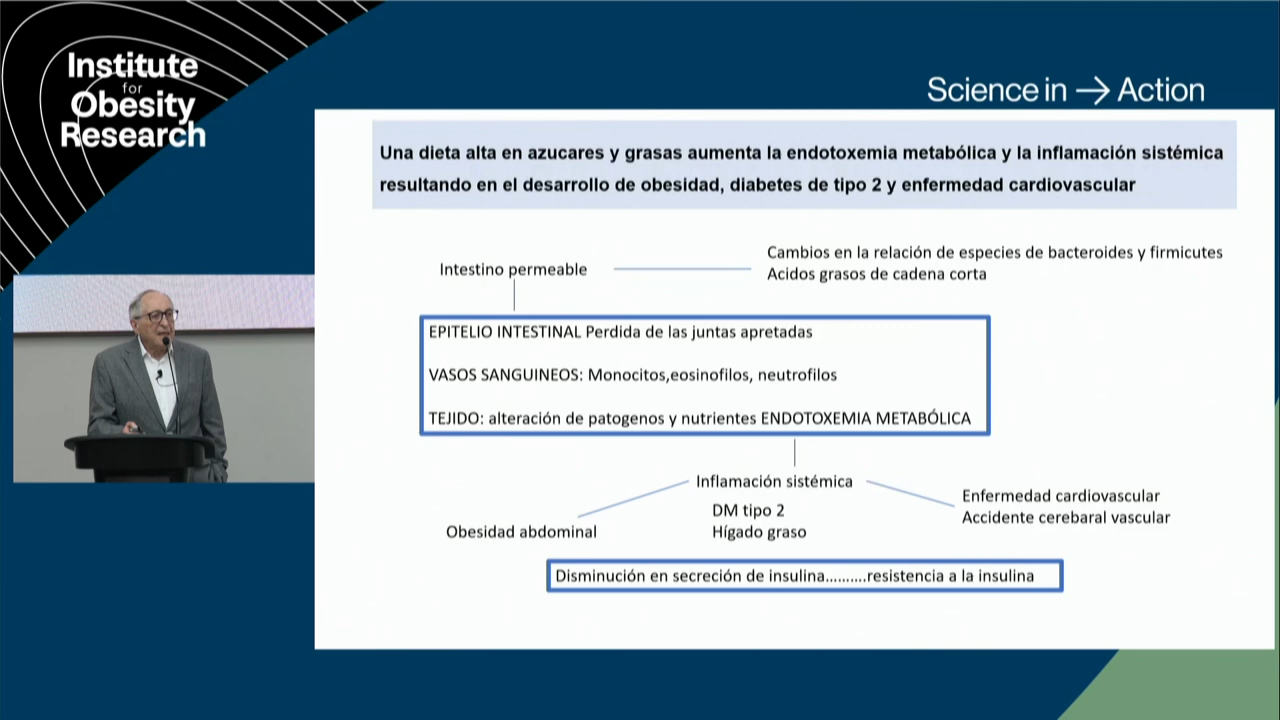 Institute
for
Obesity
Research
Science in → Action
Una dieta alta en azucares y grasas aumenta la endotoxemia metabólica y la inflamación sistémica
resultando en el desarrollo de obesidad, diabetes de tipo 2 y enfermedad cardiovascular
Intestino permeable
Cambios en la relación de especies de bacteroides y firmicutes
Acidos grasos de cadena corta
EPITELIO INTESTINAL Perdida de las juntas apretadas
VASOS SANGUINEOS: Monocitos,eosinofilos, neutrofilos
TEJIDO: alteración de patogenos y nutrientes ENDOTOXEMIA METABÓLICA
Inflamación sistémica
DM tipo 2
Hígado graso
Obesidad abdominal
Enfermedad cardiovascular
Accidente cerebaral vascular
Disminución en secreción de insulina..........resistencia a la insulina